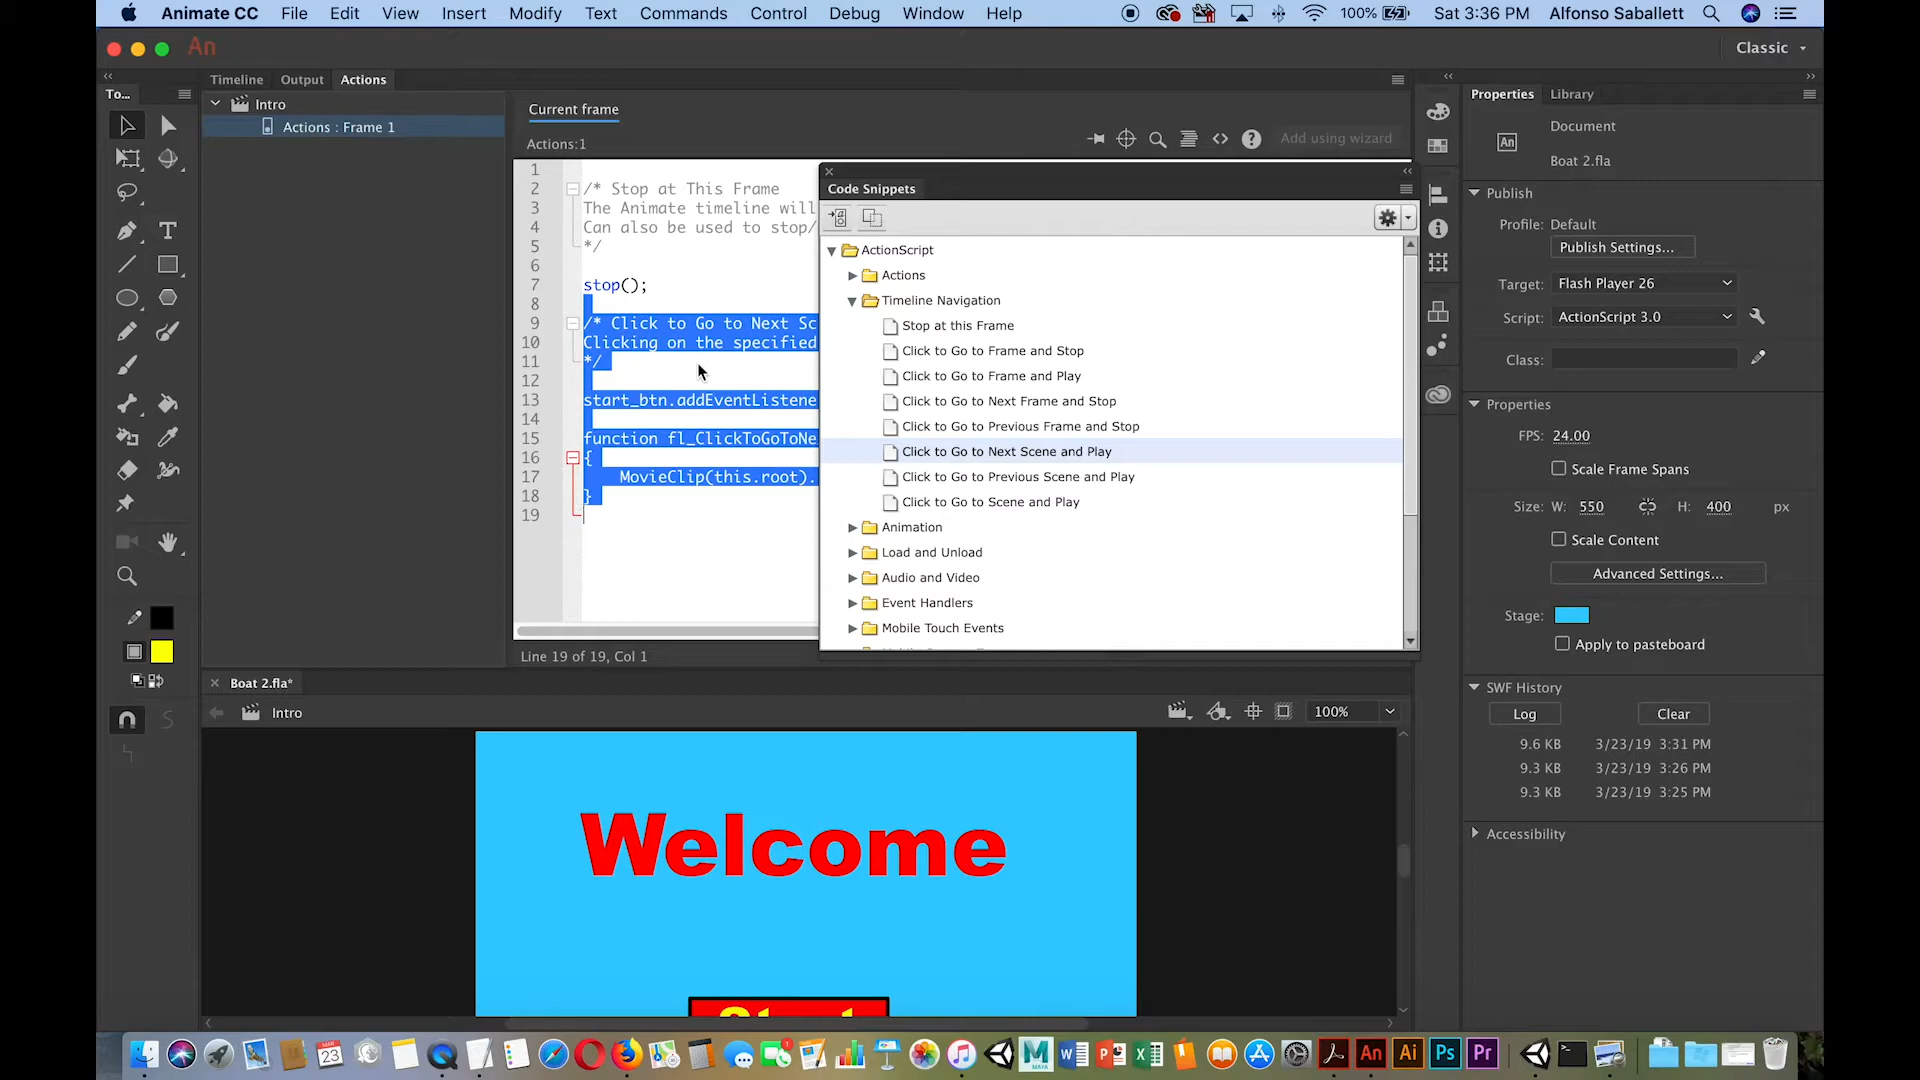 Animate CC File Edit View Insert Modify Text Commands Control Debug Window Help 100% Sat 3:36 PM Alfonso Saballett
An Classic
Timeline Output Actions
To...
Intro
Actions : Frame 1
Current frame
Actions:1
Add using wizard
1
2 /* Stop at This Frame
3 The Animate timeline will
4 Can also be used to stop/
5 */
6
7 stop();
8
9 /* Click to Go to Next Sc
10 Clicking on the specified
11 */
12
13 start_btn.addEventListene
14
15 function fl_ClickToGoToNe
16 {
17 MovieClip(this.root).
18 }
19
Line 19 of 19, Col 1
Code Snippets
ActionScript
Actions
Timeline Navigation
Stop at this Frame
Click to Go to Frame and Stop
Click to Go to Frame and Play
Click to Go to Next Frame and Stop
Click to Go to Previous Frame and Stop
Click to Go to Next Scene and Play
Click to Go to Previous Scene and Play
Click to Go to Scene and Play
Animation
Load and Unload
Audio and Video
Event Handlers
Mobile Touch Events
Properties Library
An
Document
Boat 2.fla
Publish
Profile: Default
Publish Settings...
Target: Flash Player 26
Script: ActionScript 3.0
Class:
Properties
FPS: 24.00
Scale Frame Spans
Size: W: 550 H: 400 px
Scale Content
Advanced Settings...
Stage:
Apply to pasteboard
SWF History
Log Clear
9.6 KB 3/23/19 3:31 PM
9.3 KB 3/23/19 3:26 PM
9.3 KB 3/23/19 3:25 PM
Accessibility
Boat 2.fla*
Intro
100%
Welcome
MAR 23 1 MAYA An Ai Ps Pr